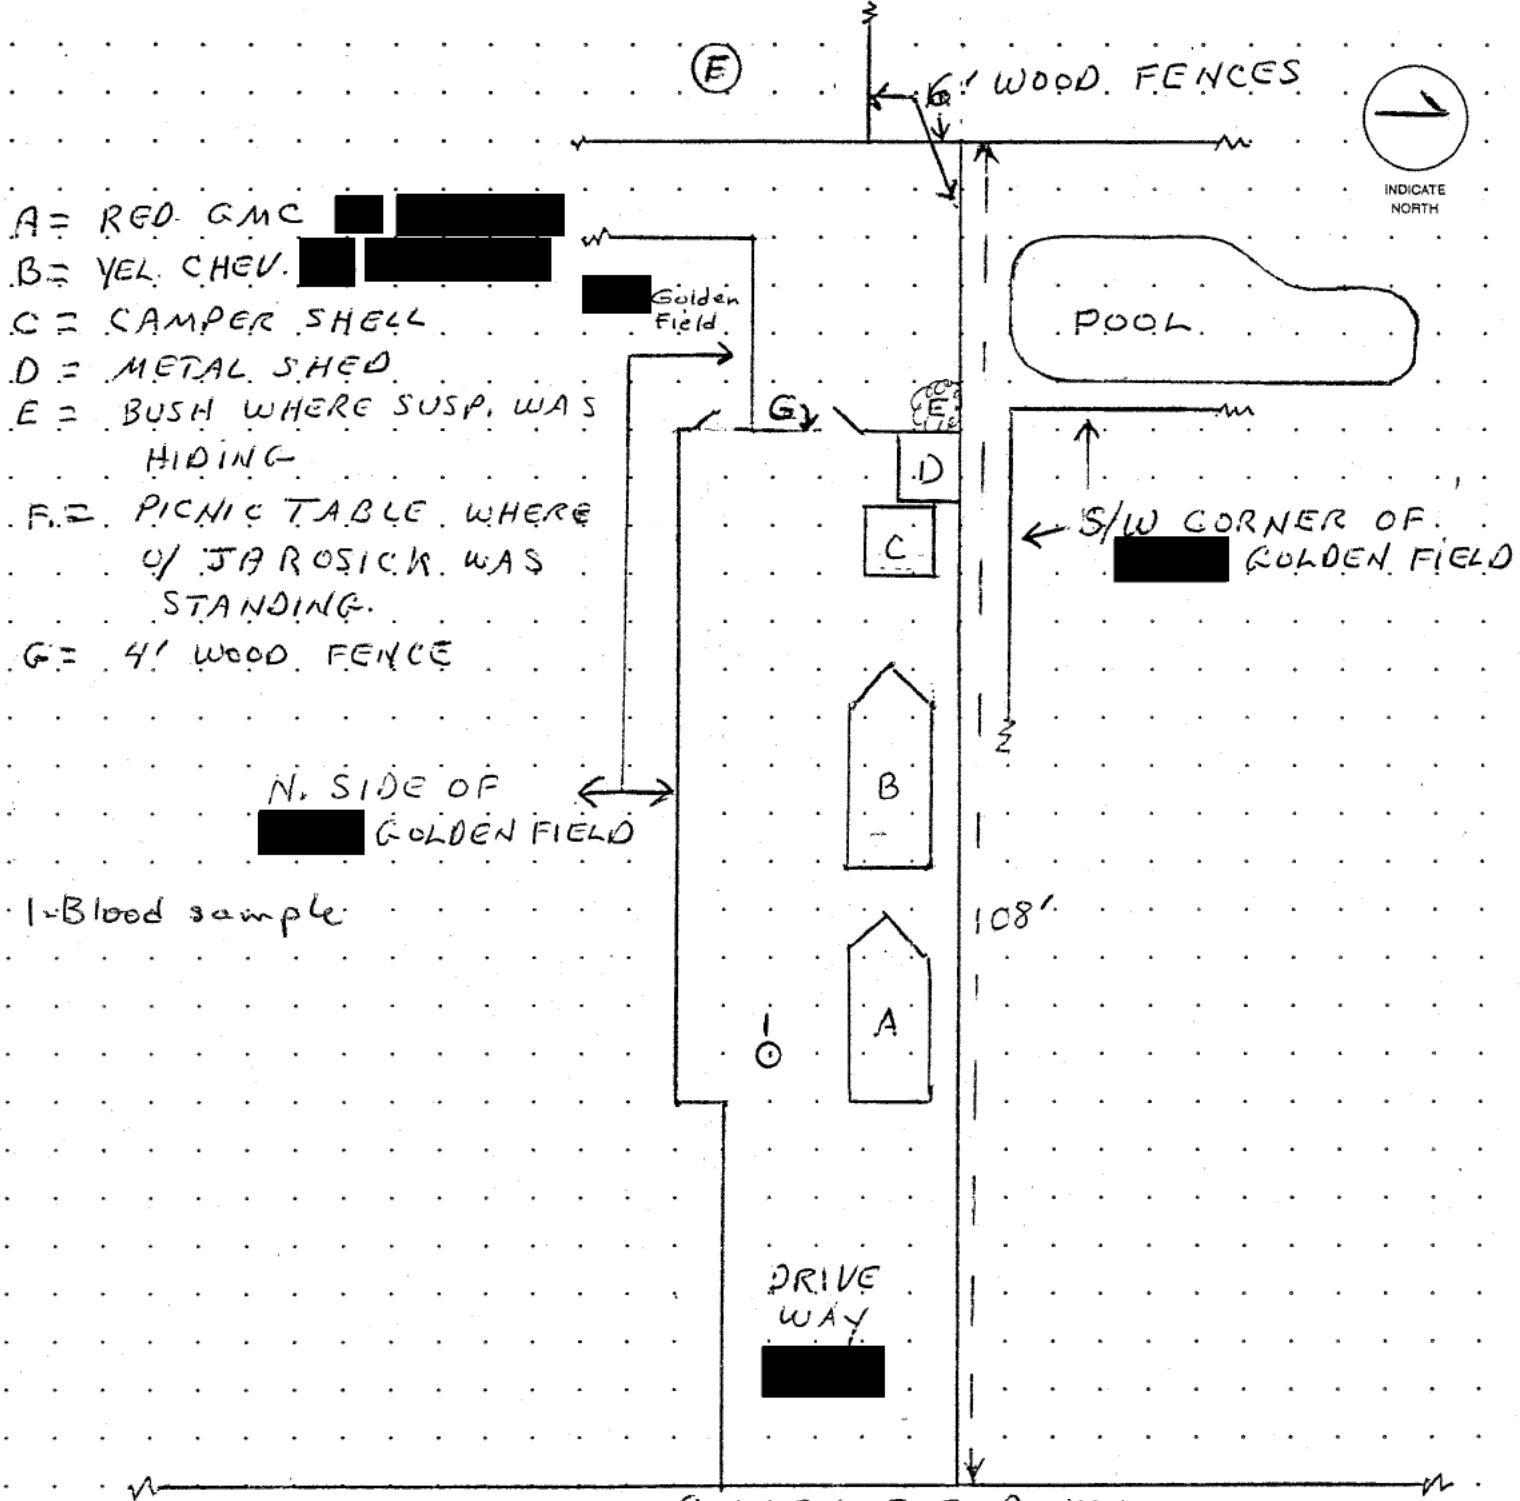 E
6' WOOD FENCES
INDICATE
NORTH
A = RED GMC
B = YEL. CHEV.
C = CAMPER SHELL
D = METAL SHED
E = BUSH WHERE SUSP. WAS
HIDING
F. = PICNIC TABLE WHERE
O/ JAROSICK WAS
STANDING.
G = 4' WOOD FENCE
Golden
Field
POOL
G
E
D
C
S/W CORNER OF
GOLDEN FIELD
B
N. SIDE OF
GOLDEN FIELD
1-Blood sample
108'
A
1
DRIVE
WAY